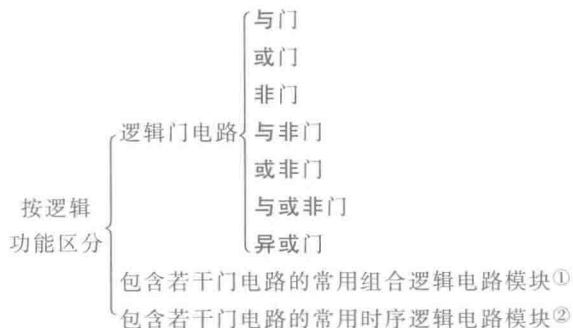 与门
或门
非门
逻辑门电路
与非门
或非门
按逻辑
与或非门
功能区分
异或门
包含若干门电路的常用组合逻辑电路模块①
包含若干门电路的常用时序逻辑电路模块②